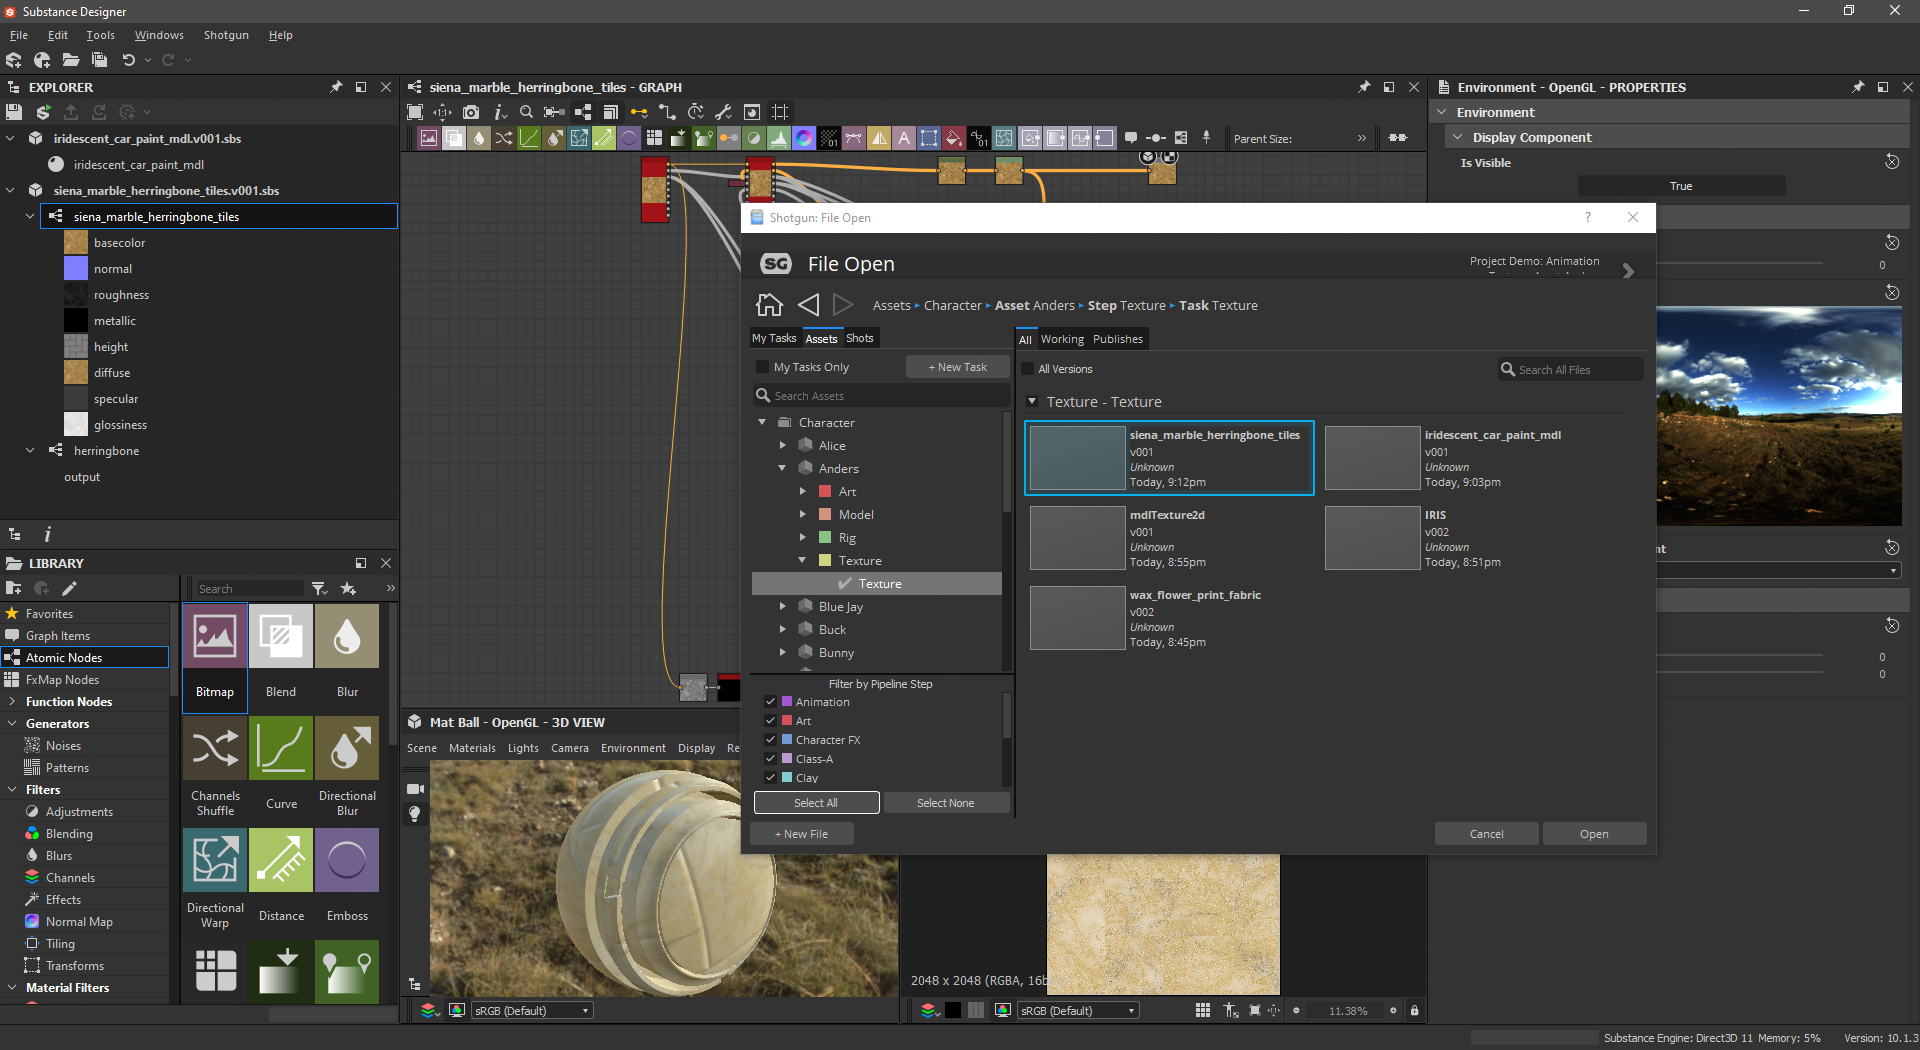 Substance Designer
File Edit Tools Windows Shotgun Help
EXPLORER
iridescent_car_paint_mdl.v001.sbs
iridescent_car_paint_mdl
siena_marble_herringbone_tiles.v001.sbs
siena_marble_herringbone_tiles
basecolor
normal
roughness
metallic
height
diffuse
specular
glossiness
herringbone
output
LIBRARY
Search
Favorites
Graph Items
Atomic Nodes
FxMap Nodes
Function Nodes
Generators
Noises
Patterns
Filters
Adjustments
Blending
Blurs
Channels
Effects
Normal Map
Tiling
Transforms
Material Filters
Bitmap Blend Blur
Channels Shuffle
Curve
Directional Blur
Directional Warp
Distance
Emboss
siena_marble_herringbone_tiles - GRAPH
Parent Size:
Mat Ball - OpenGL - 3D VIEW
Scene Materials Lights Camera Environment Display Re
sRGB (Default)
2048 x 2048 (RGBA, 16b
sRGB (Default)
11.38%
Shotgun: File Open
?
SG File Open
Project Demo: Animation
Assets Character Asset Anders Step Texture Task Texture
My Tasks Assets Shots
My Tasks Only
+ New Task
Search Assets
Character
Alice
Anders
Art
Model
Rig
Texture
Texture
Blue Jay
Buck
Bunny
Filter by Pipeline Step
Animation
Art
Character FX
Class-A
Clay
Select All Select None
+ New File
All Working Publishes
All Versions
Search All Files
Texture - Texture
siena_marble_herringbone_tiles
v001
Unknown
Today, 9:12pm
iridescent_car_paint_mdl
v001
Unknown
Today, 9:03pm
mdlTexture2d
v001
Unknown
Today, 8:55pm
IRIS
v002
Unknown
Today, 8:51pm
wax_flower_print_fabric
v002
Unknown
Today, 8:45pm
Cancel Open
Environment - OpenGL - PROPERTIES
Environment
Display Component
Is Visible
True
0
nt
0
0
Substance Engine: Direct3D 11 Memory: 5% Version: 10.1.3